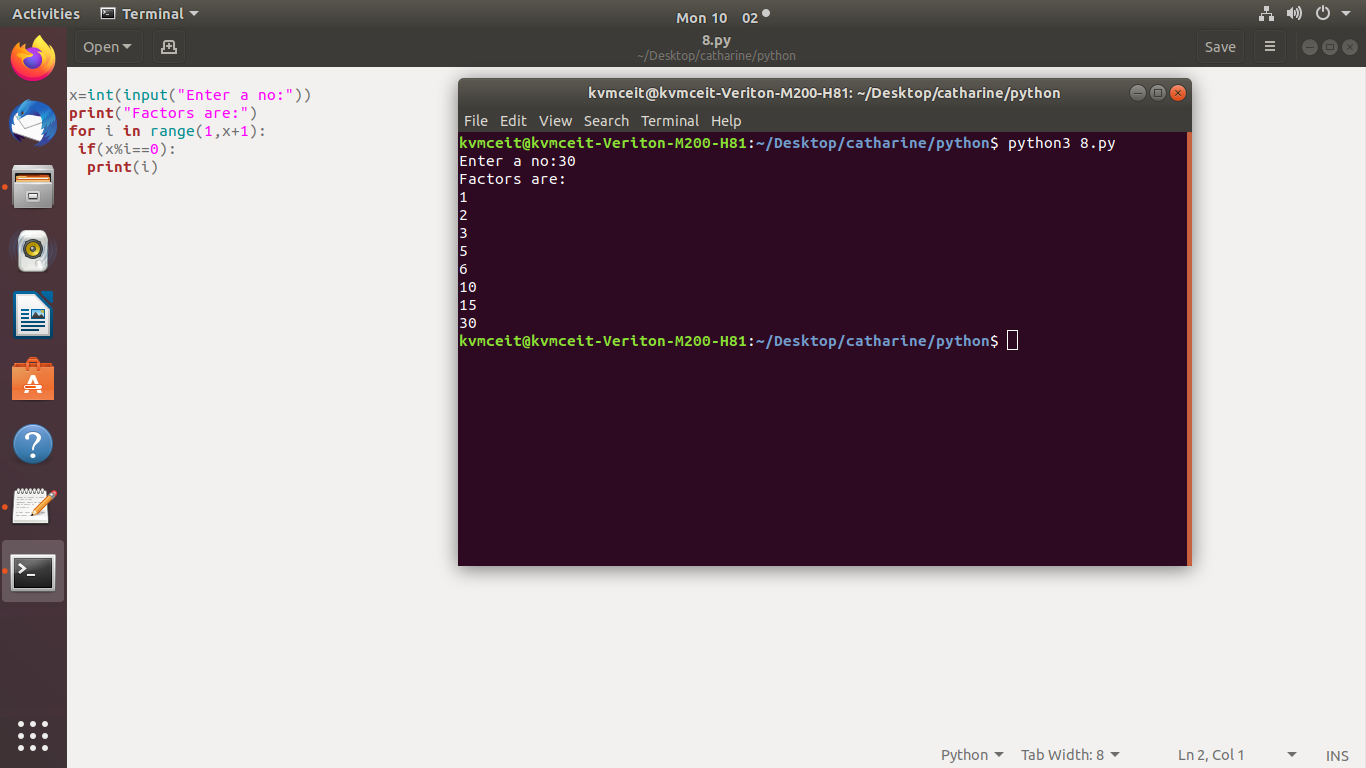 Activities Terminal Mon 10 02
Open 8.py Save
~/Desktop/catharine/python
x=int(input("Enter a no:"))
print("Factors are:")
for i in range(1,x+1):
 if(x%i==0):
  print(i)
kvmceit@kvmceit-Veriton-M200-H81: ~/Desktop/catharine/python
File Edit View Search Terminal Help
kvmceit@kvmceit-Veriton-M200-H81:~/Desktop/catharine/python$ python3 8.py
Enter a no:30
Factors are:
1
2
3
5
6
10
15
30
kvmceit@kvmceit-Veriton-M200-H81:~/Desktop/catharine/python$
Python Tab Width: 8 Ln 2, Col 1 INS